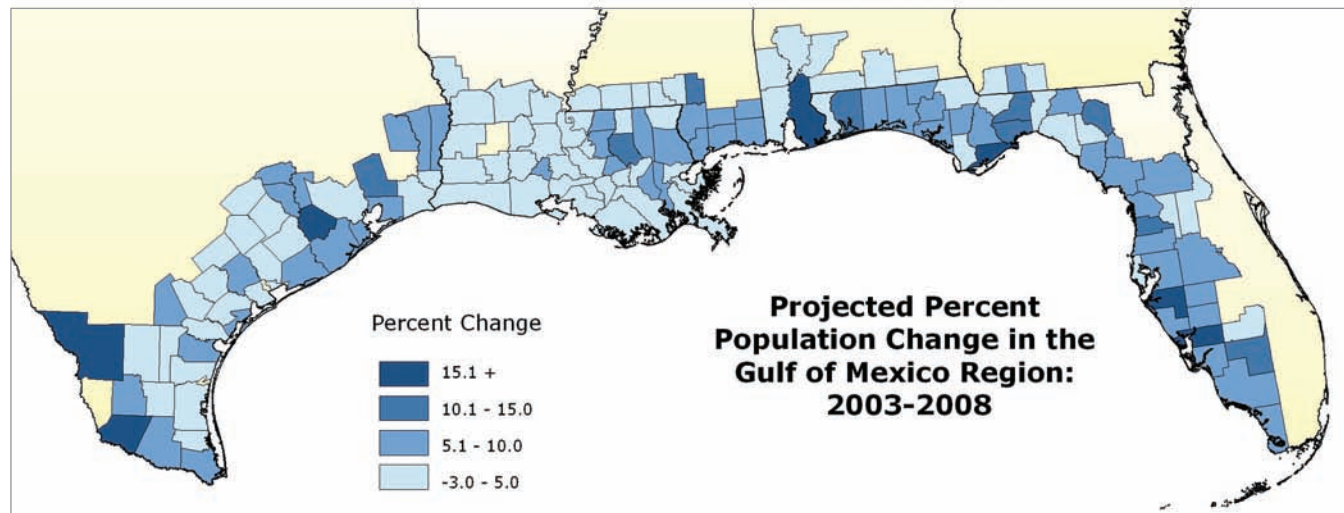 Percent Change
15.1 +
10.1 - 15.0
5.1 - 10.0
-3.0 - 5.0
Projected Percent
Population Change in the
Gulf of Mexico Region:
2003-2008